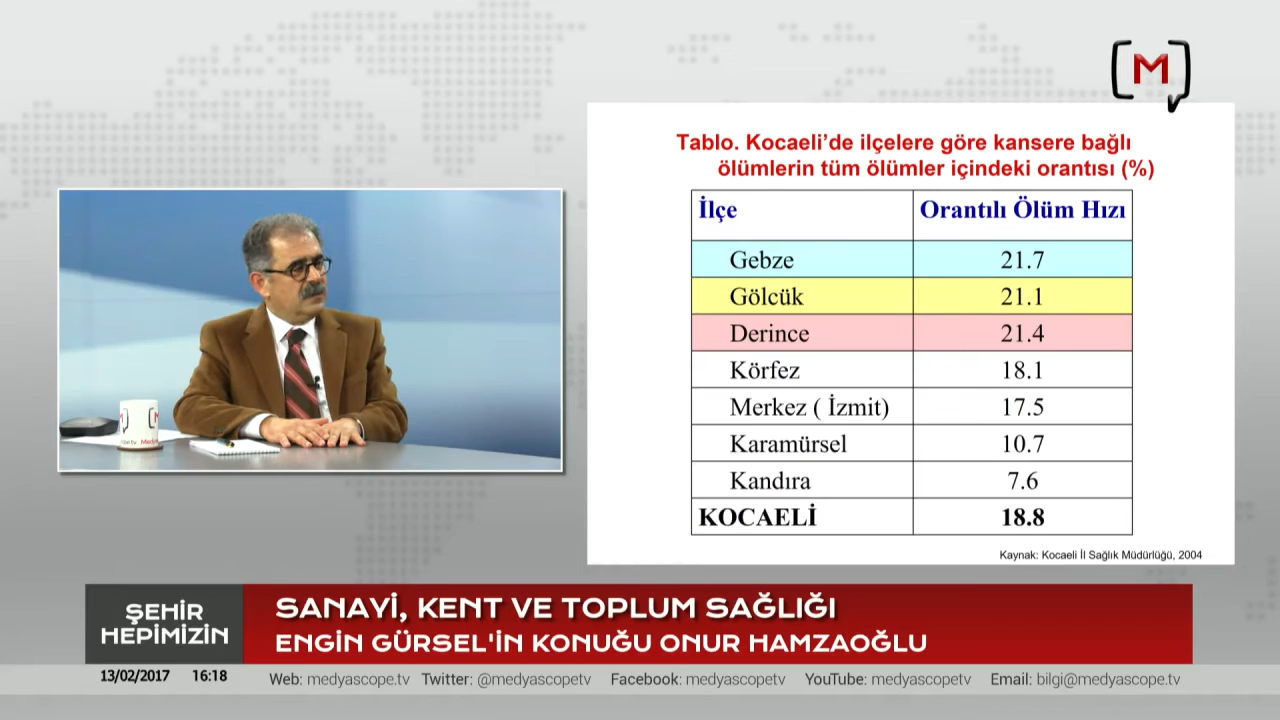 M
Tablo. Kocaeli’de ilçelere göre kansere bağlı
ölümlerin tüm ölümler içindeki orantısı (%)
İlçe Orantılı Ölüm Hızı
Gebze 21.7
Gölcük 21.1
Derince 21.4
Körfez 18.1
Merkez ( İzmit) 17.5
Karamürsel 10.7
Kandıra 7.6
KOCAELİ 18.8
Kaynak: Kocaeli İl Sağlık Müdürlüğü, 2004
ŞEHİR
HEPİMİZİN
SANAYİ, KENT VE TOPLUM SAĞLIĞI
ENGİN GÜRSEL'İN KONUĞU ONUR HAMZAOĞLU
13/02/2017 16:18 Web: medyascope.tv Twitter: @medyascopetv Facebook: medyascopetv YouTube: medyascopetv Email: bilgi@medyascope.tv